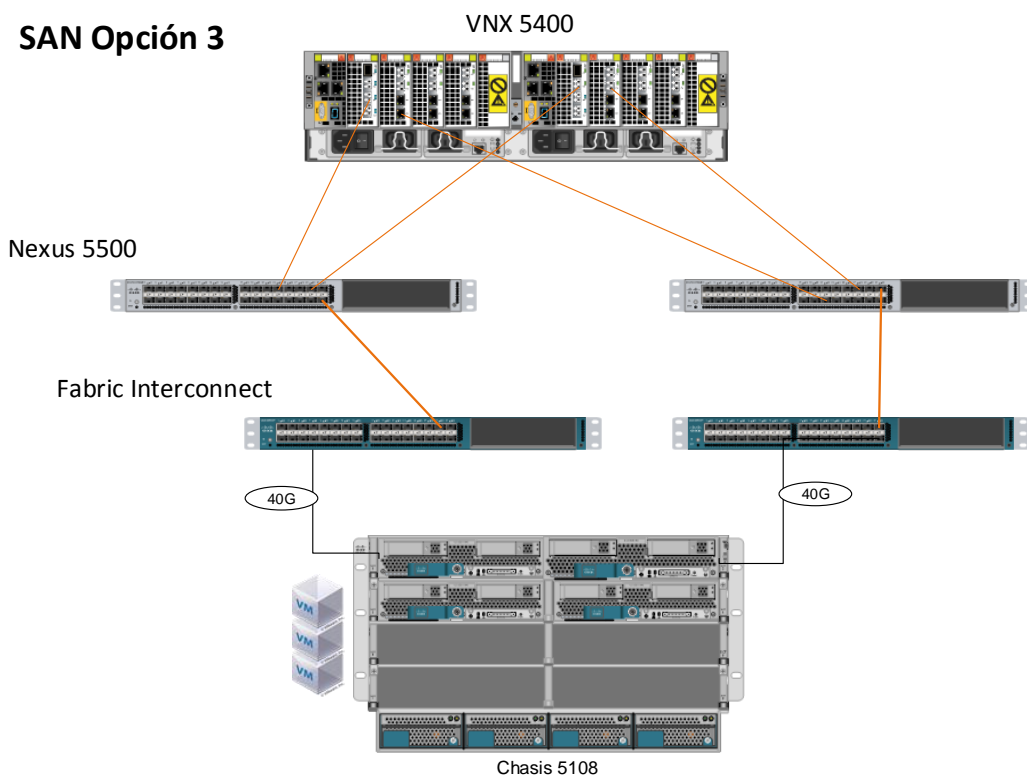 VNX 5400
SAN Opción 3
Nexus 5500
Fabric Interconnect
40G
40G
VM
VM
VM
Chasis 5108